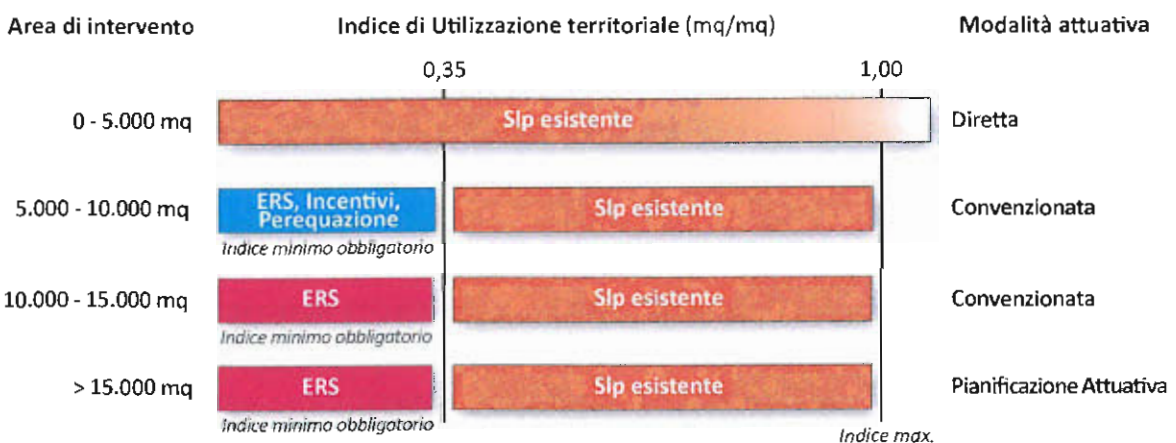 Area di intervento Indice di Utilizzazione territoriale (mq/mq) Modalità attuativa
0,35 1,00
0 - 5.000 mq Slp esistente Diretta
5.000 - 10.000 mq ERS, Incentivi, Perequazione Slp esistente Convenzionata
Indice minimo obbligatorio
10.000 - 15.000 mq ERS Slp esistente Convenzionata
Indice minimo obbligatorio
> 15.000 mq ERS Slp esistente Pianificazione Attuativa
Indice minimo obbligatorio Indice max.